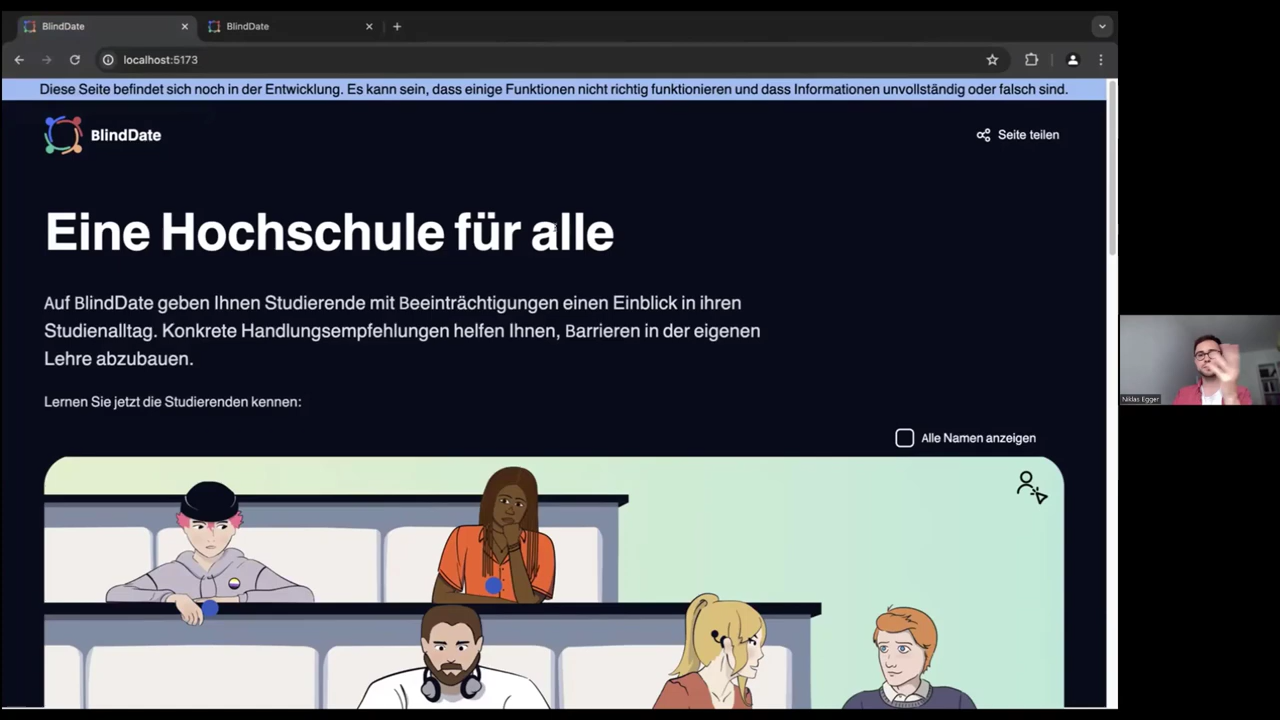 BlindDate
BlindDate
localhost:5173
Diese Seite befindet sich noch in der Entwicklung. Es kann sein, dass einige Funktionen nicht richtig funktionieren und dass Informationen unvollständig oder falsch sind.
BlindDate
Seite teilen
Eine Hochschule für alle
Auf BlindDate geben Ihnen Studierende mit Beeinträchtigungen einen Einblick in ihren
Studienalltag. Konkrete Handlungsempfehlungen helfen Ihnen, Barrieren in der eigenen
Lehre abzubauen.
Lernen Sie jetzt die Studierenden kennen:
Alle Namen anzeigen
Niklas Egger